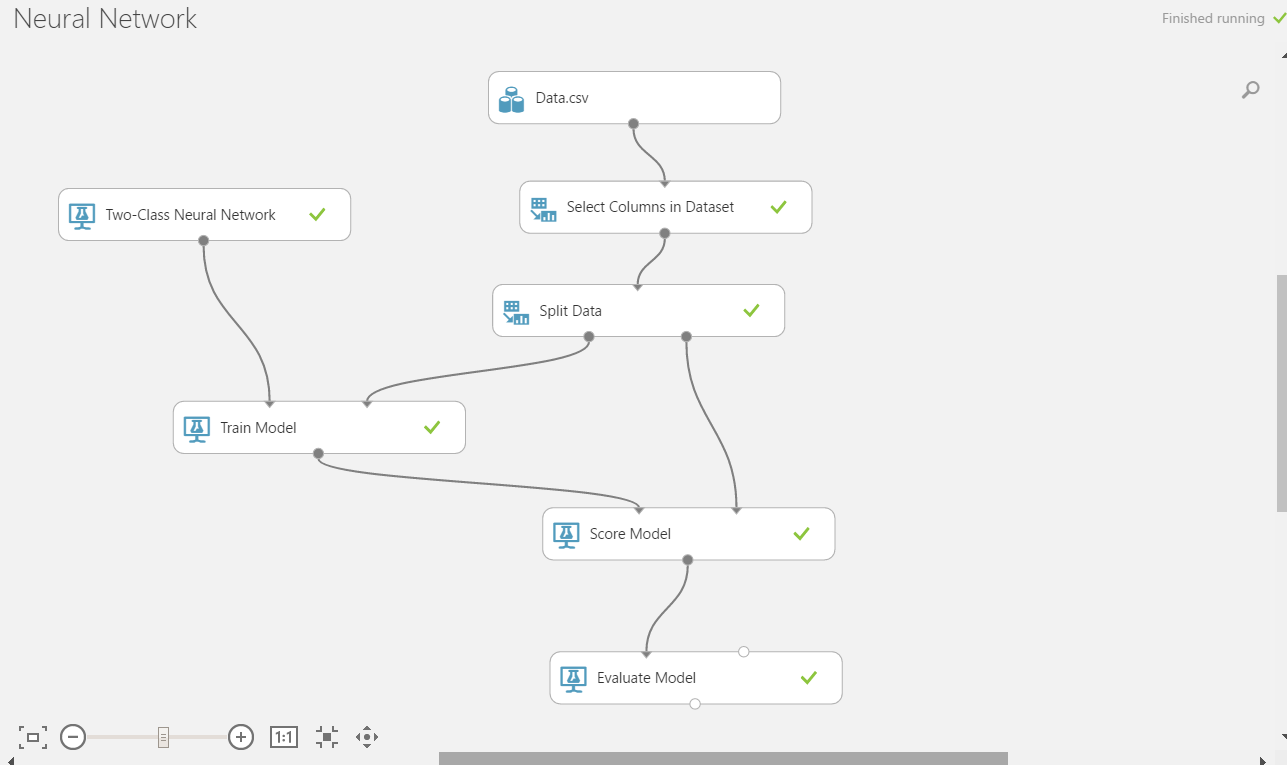 Neural Network
Finished running
Data.csv
Select Columns in Dataset
Two-Class Neural Network
Split Data
Train Model
Score Model
Evaluate Model
1:1